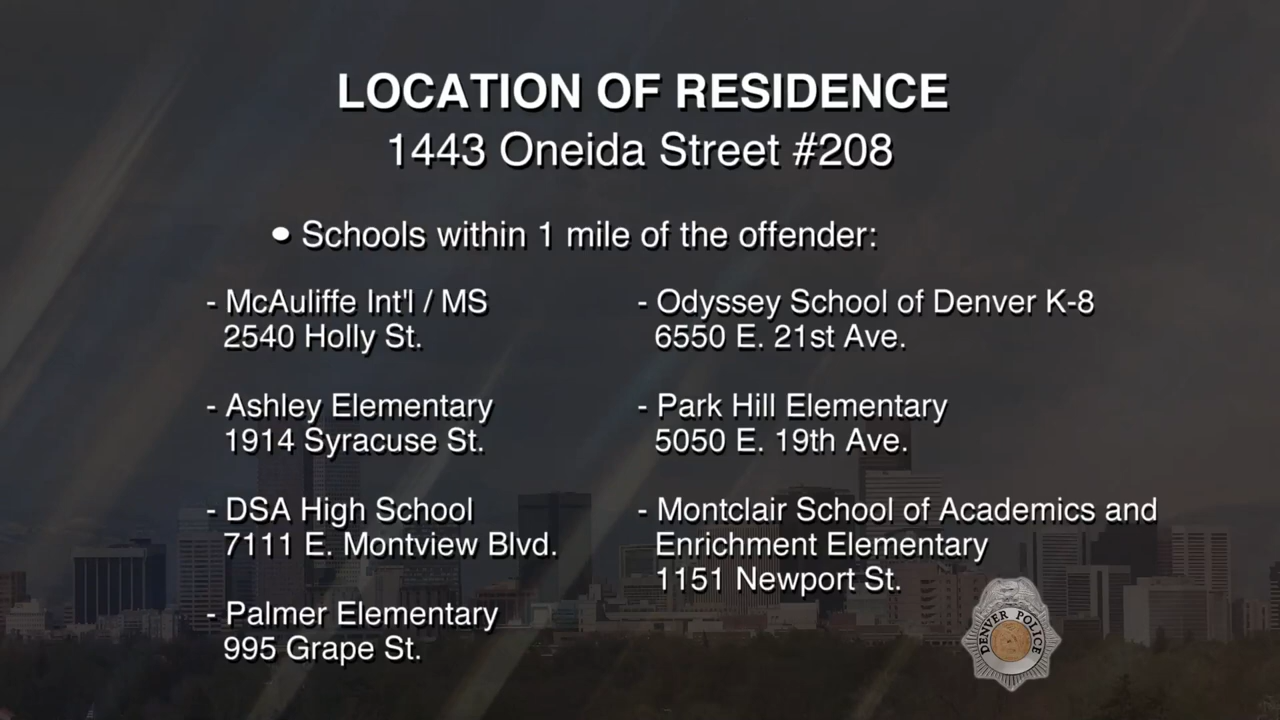 LOCATION OF RESIDENCE
1443 Oneida Street #208
• Schools within 1 mile of the offender:
- McAuliffe Int'l / MS
2540 Holly St.
- Ashley Elementary
1914 Syracuse St.
- DSA High School
7111 E. Montview Blvd.
- Palmer Elementary
995 Grape St.
- Odyssey School of Denver K-8
6550 E. 21st Ave.
- Park Hill Elementary
5050 E. 19th Ave.
- Montclair School of Academics and
Enrichment Elementary
1151 Newport St.
DENVER POLICE